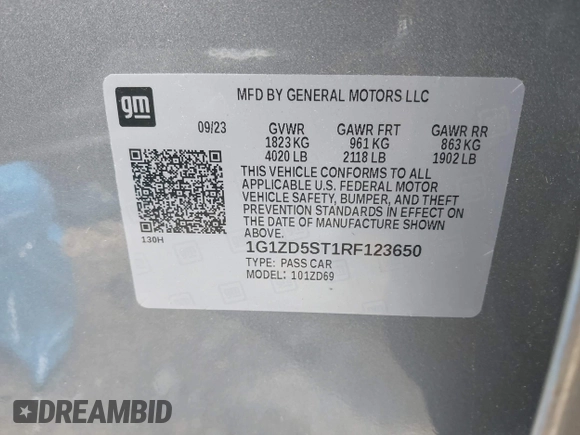 gm
MFD BY GENERAL MOTORS LLC
09/23 GVWR GAWR FRT GAWR RR
1823 KG 961 KG 863 KG
4020 LB 2118 LB 1902 LB
THIS VEHICLE CONFORMS TO ALL
APPLICABLE U.S. FEDERAL MOTOR
VEHICLE SAFETY, BUMPER, AND THEFT
PREVENTION STANDARDS IN EFFECT ON
THE DATE OF MANUFACTURE SHOWN
ABOVE.
130H
1G1ZD5ST1RF123650
TYPE: PASS CAR
MODEL: 101ZD69
DREAMBID